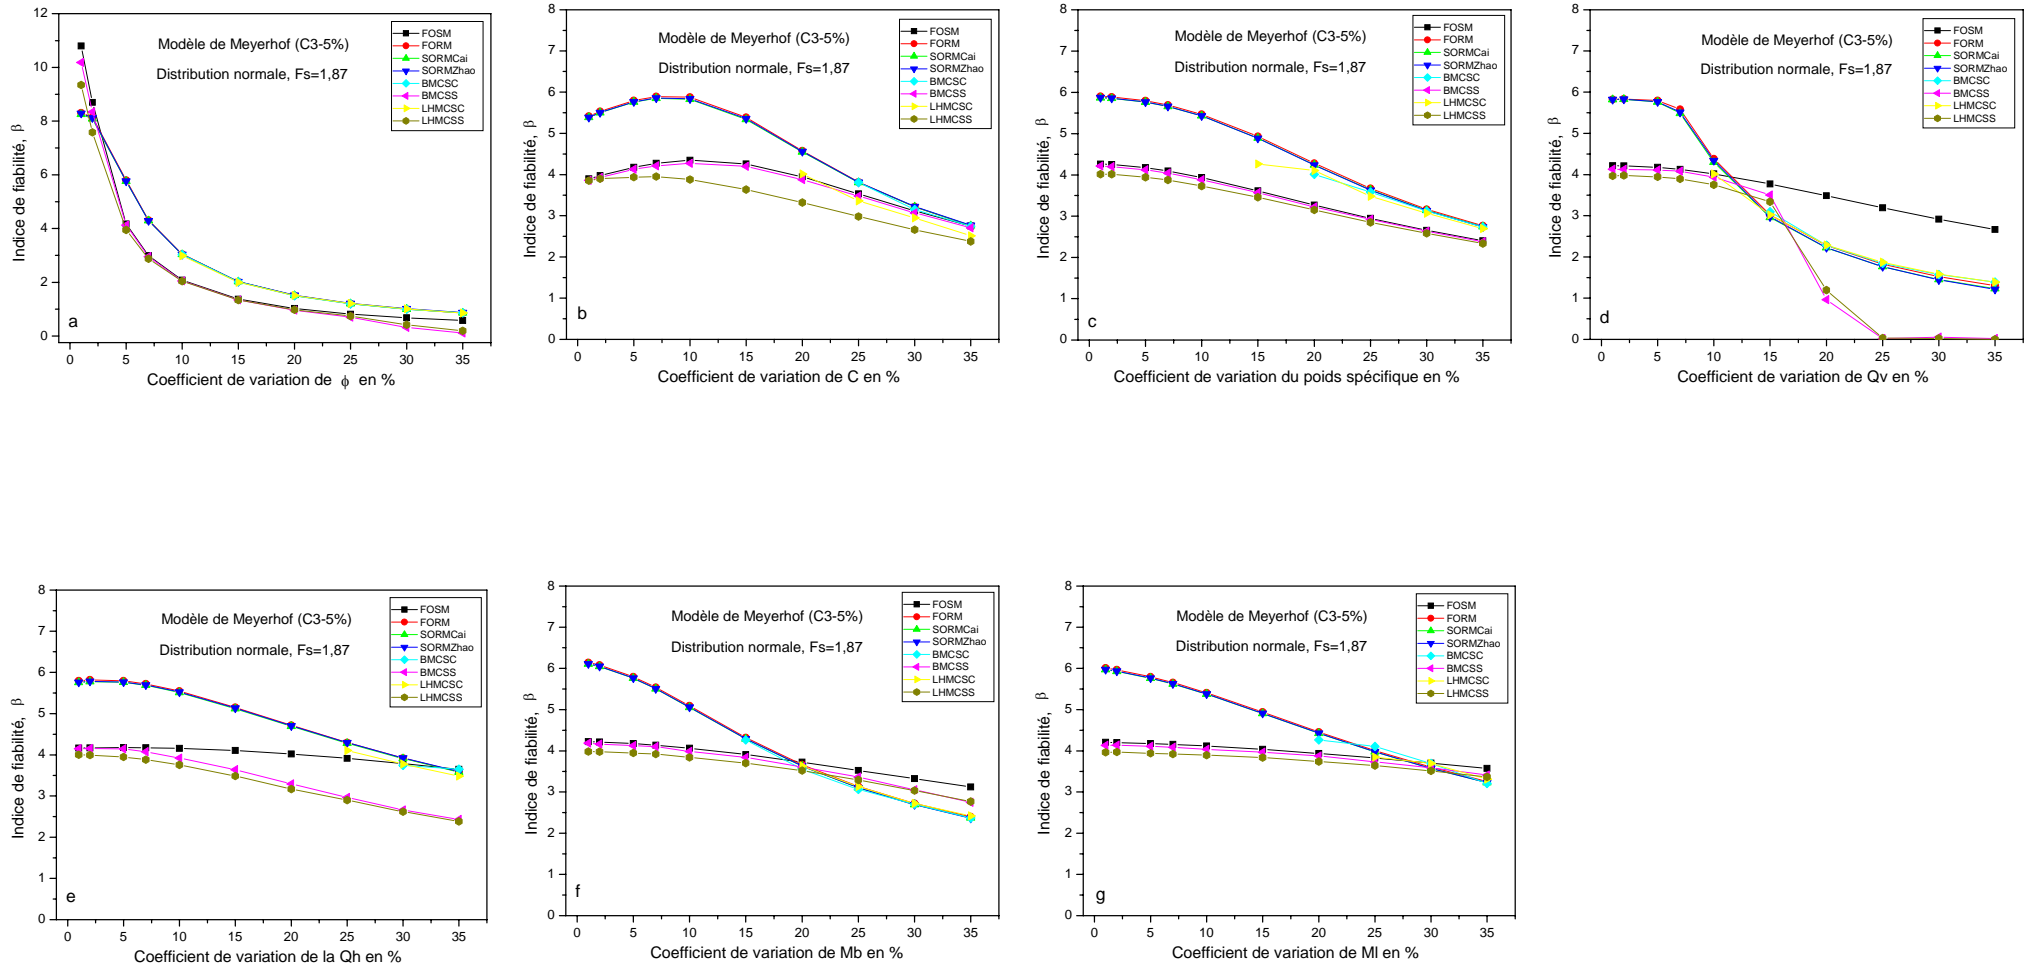 12
10
8
6
4
2
0
Indice de fiabilité, β
Modèle de Meyerhof (C3-5%)
Distribution normale, Fs=1,87
FOSM
FORM
SORMCai
SORMZhao
BMCSC
BMCSS
LHMCSC
LHMCSS
a
0 5 10 15 20 25 30 35
Coefficient de variation de ϕ en %
8
7
6
5
4
3
2
1
0
Indice de fiabilité, β
Modèle de Meyerhof (C3-5%)
Distribution normale, Fs=1,87
FOSM
FORM
SORMCai
SORMZhao
BMCSC
BMCSS
LHMCSC
LHMCSS
b
0 5 10 15 20 25 30 35
Coefficient de variation de C en %
8
7
6
5
4
3
2
1
0
Indice de fiabilité, β
Modèle de Meyerhof (C3-5%)
Distribution normale, Fs=1,87
FOSM
FORM
SORMCai
SORMZhao
BMCSC
BMCSS
LHMCSC
LHMCSS
c
0 5 10 15 20 25 30 35
Coefficient de variation du poids spécifique en %
8
7
6
5
4
3
2
1
0
Indice de fiabilité, β
Modèle de Meyerhof (C3-5%)
Distribution normale, Fs=1,87
FOSM
FORM
SORMCai
SORMZhao
BMCSC
BMCSS
LHMCSC
LHMCSS
d
0 5 10 15 20 25 30 35
Coefficient de variation de Qv en %
8
7
6
5
4
3
2
1
0
Indice de fiabilité, β
Modèle de Meyerhof (C3-5%)
Distribution normale, Fs=1,87
FOSM
FORM
SORMCai
SORMZhao
BMCSC
BMCSS
LHMCSC
LHMCSS
e
0 5 10 15 20 25 30 35
Coefficient de variation de la Qh en %
8
7
6
5
4
3
2
1
0
Indice de fiabilité, β
Modèle de Meyerhof (C3-5%)
Distribution normale, Fs=1,87
FOSM
FORM
SORMCai
SORMZhao
BMCSC
BMCSS
LHMCSC
LHMCSS
f
0 5 10 15 20 25 30 35
Coefficient de variation de Mb en %
8
7
6
5
4
3
2
1
0
Indice de fiabilité, β
Modèle de Meyerhof (C3-5%)
Distribution normale, Fs=1,87
FOSM
FORM
SORMCai
SORMZhao
BMCSC
BMCSS
LHMCSC
LHMCSS
g
0 5 10 15 20 25 30 35
Coefficient de variation de Ml en %